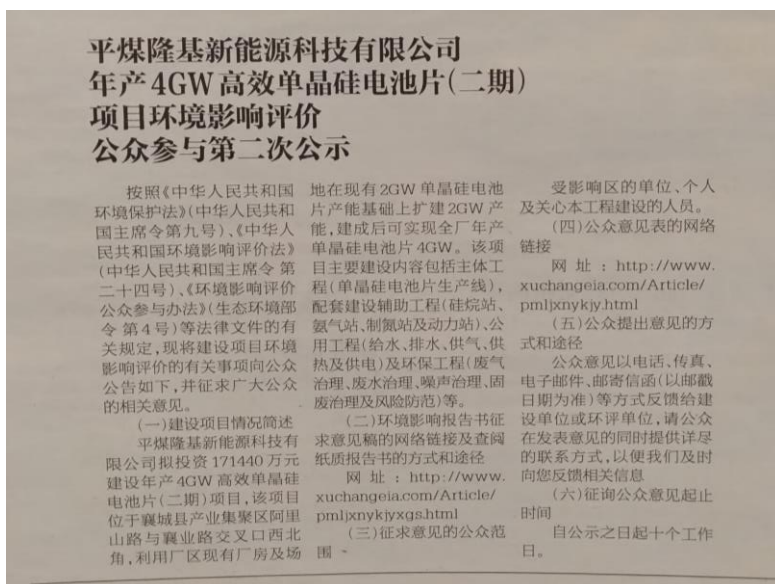 平煤隆基新能源科技有限公司
年产4GW高效单晶硅电池片(二期)
项目环境影响评价
公众参与第二次公示
按照《中华人民共和国
环境保护法》(中华人民共和
国主席令第九号)、《中华人
民共和国环境影响评价法》
(中华人民共和国主席令 第
二十四号)、《环境影响评价
公众参与办法》(生态环境部
令 第4号)等法律文件的有
关规定,现将建设项目环境
影响评价的有关事项向公众
公告如下,并征求广大公众
的相关意见。
(一)建设项目情况简述
平煤隆基新能源科技有
限公司拟投资171440万元
建设年产4GW高效单晶硅
电池片(二期)项目,该项目
位于襄城县产业集聚区阿里
山路与襄业路交叉口西北
角,利用厂区现有厂房及场
地在现有2GW单晶硅电池
片产能基础上扩建2GW产
能,建成后可实现全厂年产
单晶硅电池片4GW。该项
目主要建设内容包括主体工
程(单晶硅电池片生产线),
配套建设辅助工程(硅烷站、
氨气站、制氮站及动力站)、公
用工程(给水、排水、供气、供
热及供电)及环保工程(废气
治理、废水治理、噪声治理、固
废治理及风险防范)等。
(二)环境影响报告书征
求意见稿的网络链接及查阅
纸质报告书的方式和途径
网址:http://www.
xuchangeia.com/Article/
pmljxnykjyxgs.html
(三)征求意见的公众范
围
受影响区的单位、个人
及关心本工程建设的人员。
(四)公众意见表的网络
链接
网址:http://www.
xuchangeia.com/Article/
pmljxnykjy.html
(五)公众提出意见的方
式和途径
公众意见以电话、传真、
电子邮件、邮寄信函(以邮戳
日期为准)等方式反馈给建
设单位或环评单位,请公众
在发表意见的同时提供详尽
的联系方式,以便我们及时
向您反馈相关信息
(六)征询公众意见起止
时间
自公示之日起十个工作
日。